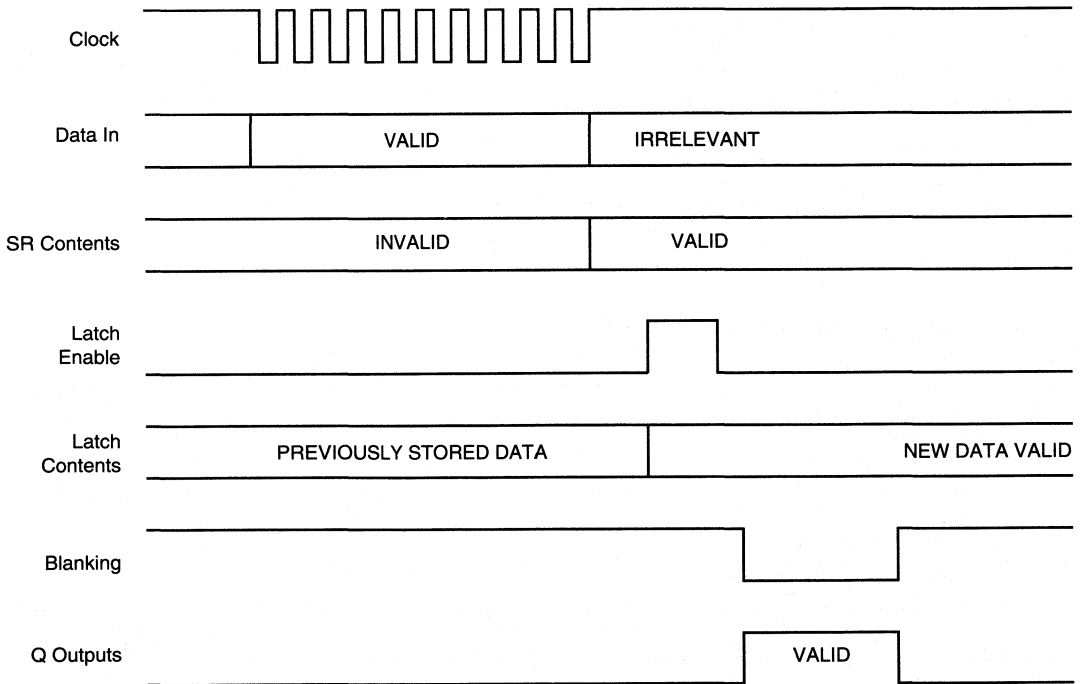 Clock
Data In
VALID
IRRELEVANT
SR Contents
INVALID
VALID
Latch
Enable
Latch
Contents
PREVIOUSLY STORED DATA
NEW DATA VALID
Blanking
Q Outputs
VALID